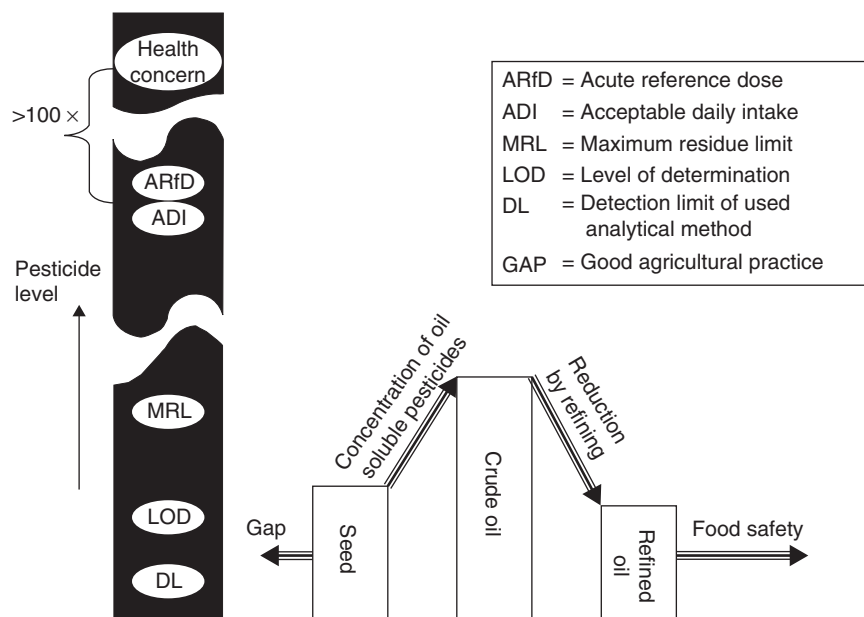 Health
concern
>100 ×
ARfD
ADI
Pesticide
level
MRL
LOD
DL
ARfD = Acute reference dose
ADI = Acceptable daily intake
MRL = Maximum residue limit
LOD = Level of determination
DL = Detection limit of used
analytical method
GAP = Good agricultural practice
Concentration of oil
soluble pesticides
Reduction
by refining
Gap
Seed
Crude oil
Refined
oil
Food safety